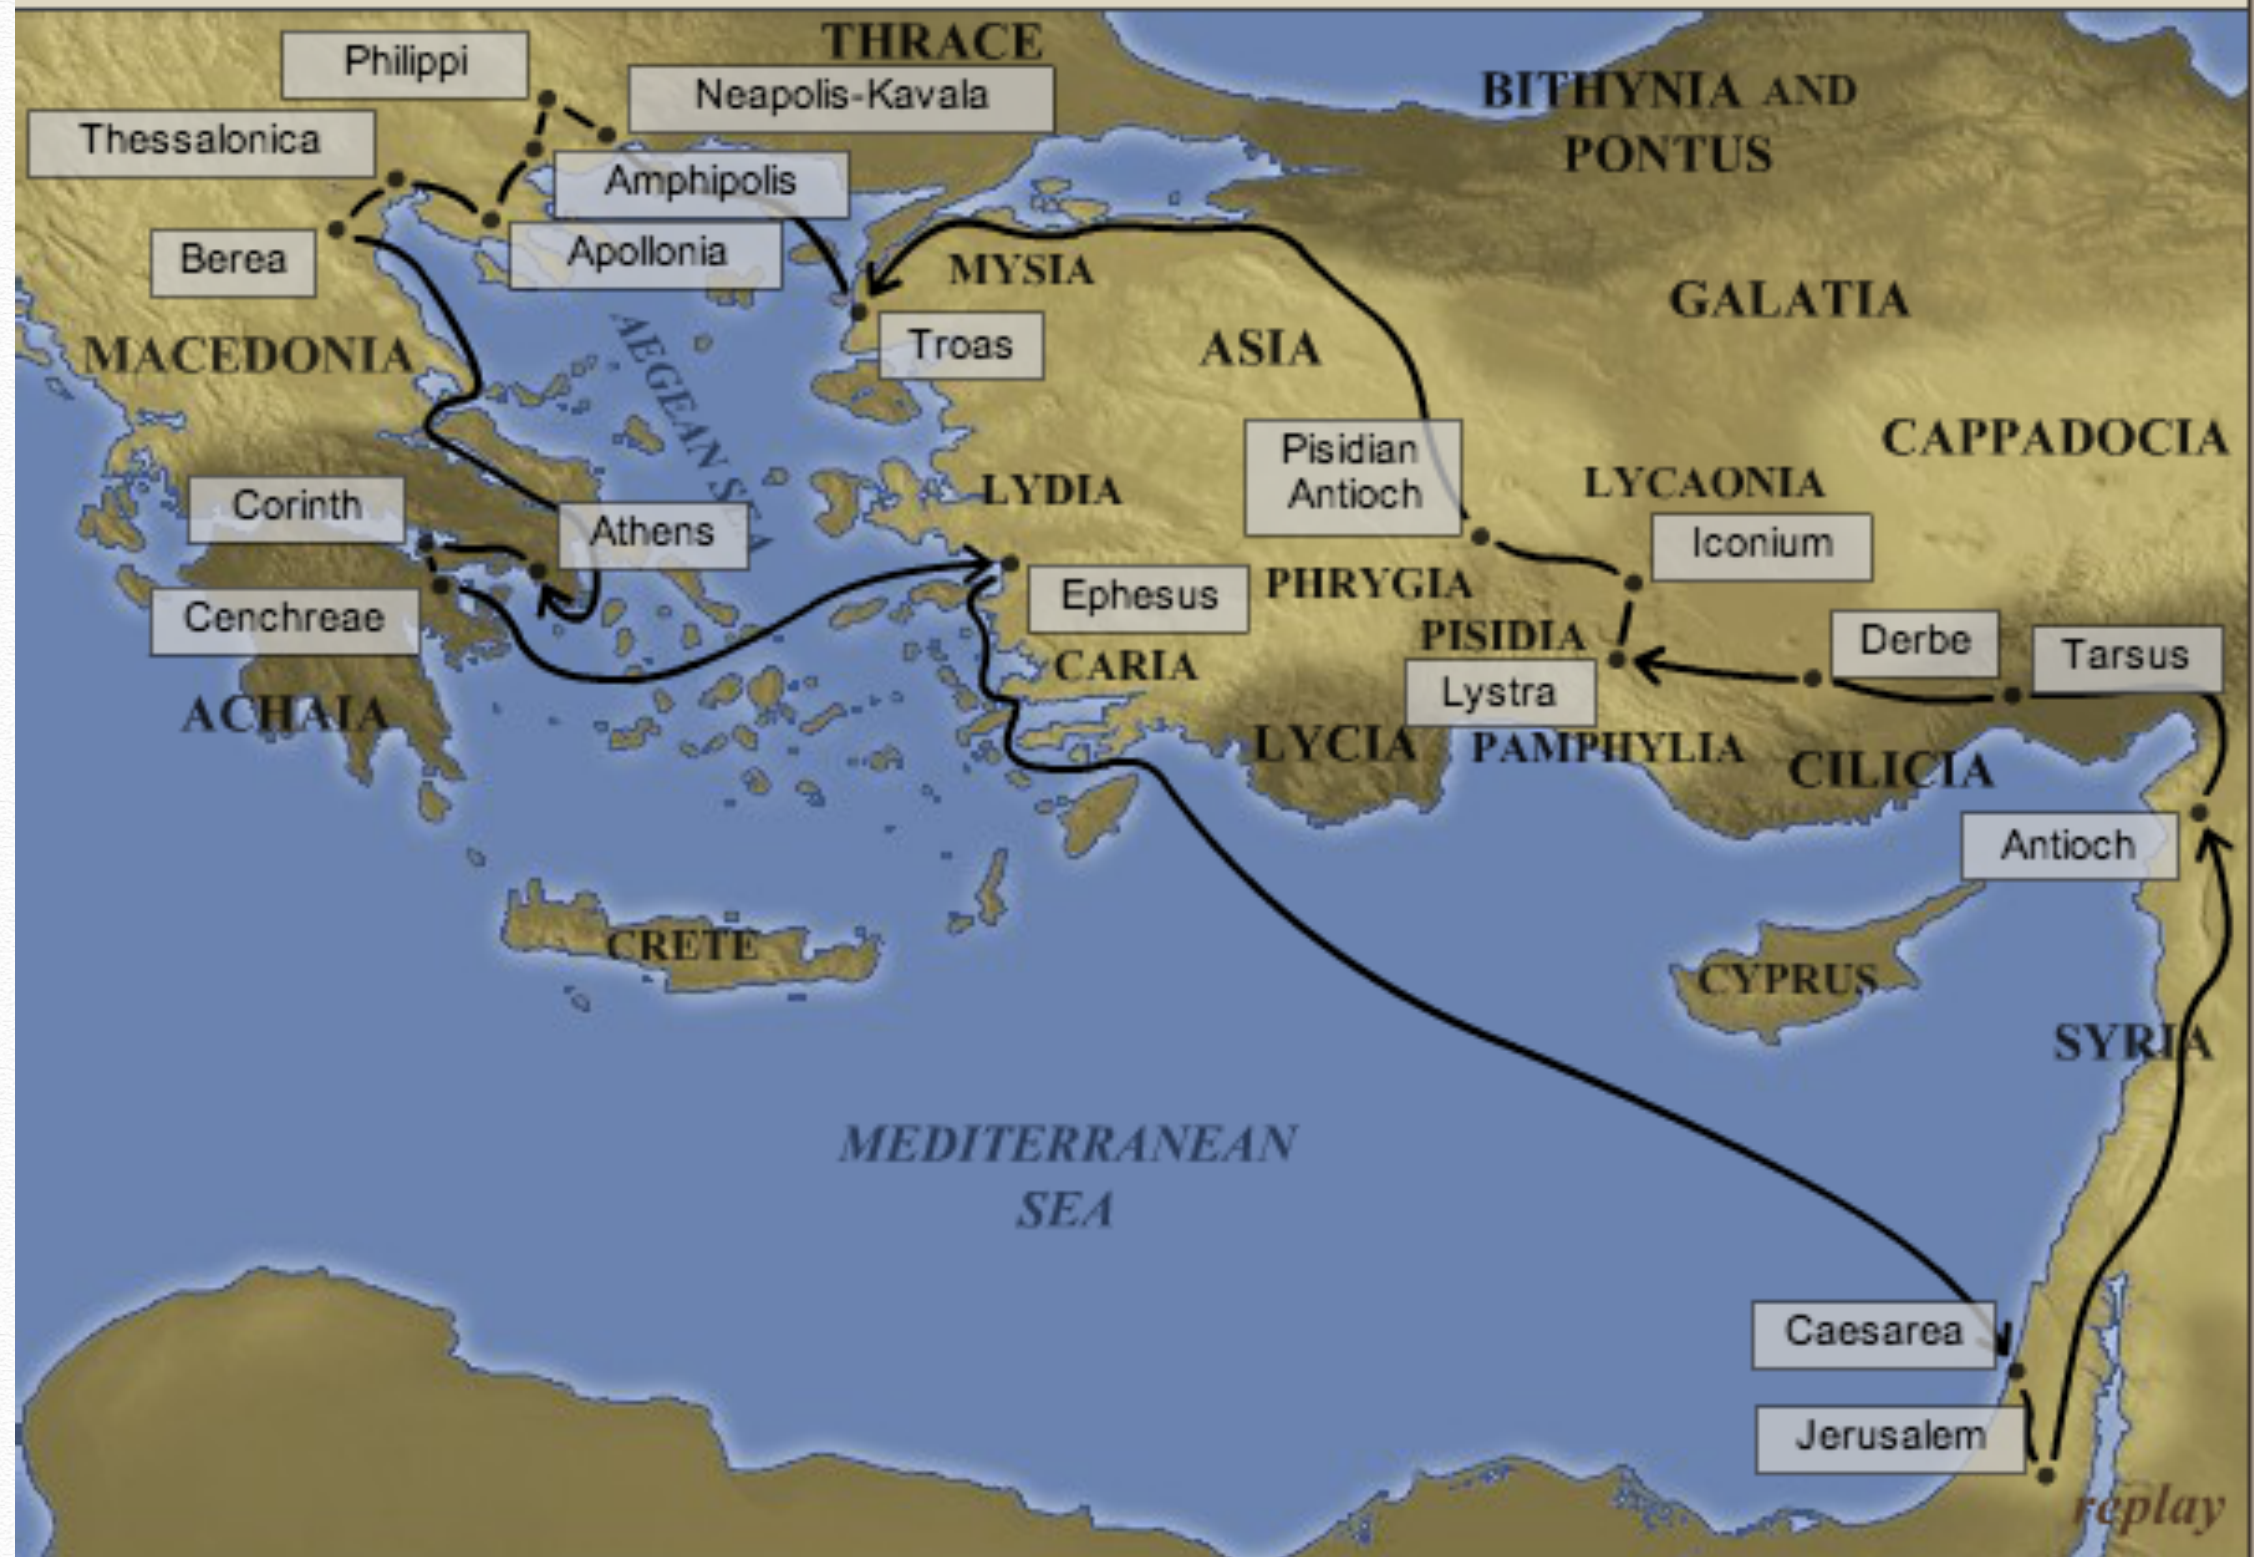 THRACE
Philippi
Neapolis-Kavala
BITHYNIA AND
PONTUS
Thessalonica
Amphipolis
Berea
Apollonia
MYSIA
GALATIA
MACEDONIA
AEGEAN SEA
Troas
ASIA
CAPPADOCIA
Pisidian
Antioch
LYDIA
LYCAONIA
Corinth
Athens
Iconium
Ephesus
PHRYGIA
Cenchreae
PISIDIA
Derbe
Tarsus
CARIA
Lystra
ACHAIA
LYCIA
PAMPHYLIA
CILICIA
Antioch
CRETE
CYPRUS
SYRIA
MEDITERRANEAN
SEA
Caesarea
Jerusalem
replay